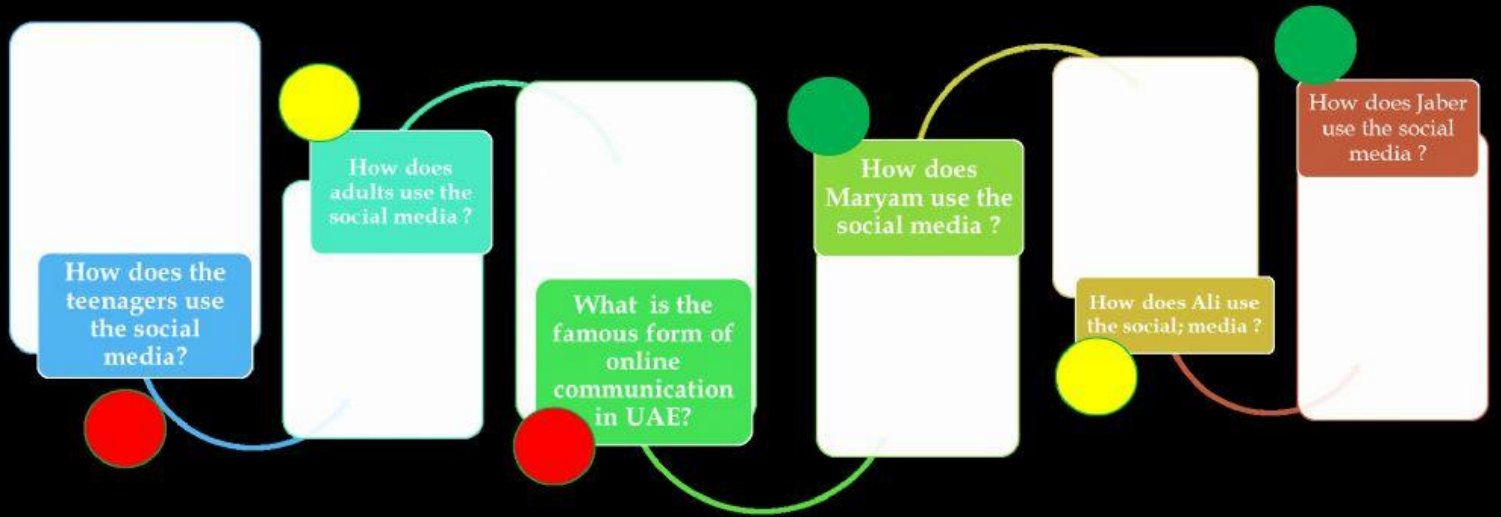 How does the
teenagers use
the social
media?
How does
adults use the
social media ?
What is the
famous form of
online
communication
in UAE?
How does
Maryam use the
social media ?
How does Ali use
the social; media ?
How does Jaber
use the social
media ?